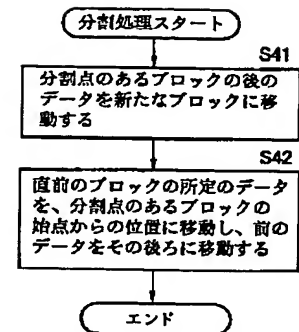 分割処理スタート
S41
分割点のあるブロックの後の
データを新たなブロックに移
動する
S42
直前のブロックの所定のデータ
を、分割点のあるブロックの
始点からの位置に移動し、前の
データをその後ろに移動する
エンド